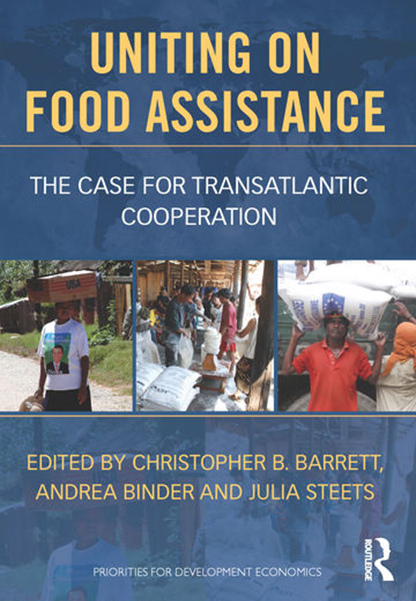 UNITING ON
FOOD ASSISTANCE
THE CASE FOR TRANSATLANTIC
COOPERATION
USA
EDITED BY CHRISTOPHER B. BARRETT,
ANDREA BINDER AND JULIA STEETS
ROUTLEDGE
PRIORITIES FOR DEVELOPMENT ECONOMICS